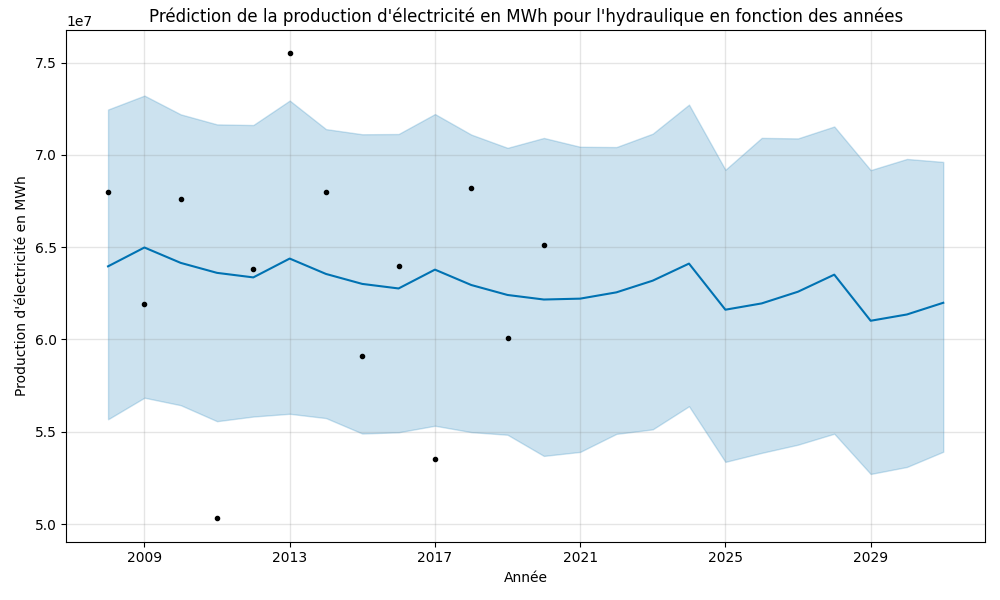 Prédiction de la production d'électricité en MWh pour l'hydraulique en fonction des années
1e7
7.5
7.0
6.5
6.0
5.5
5.0
Production d'électricité en MWh
2009 2013 2017 2021 2025 2029
Année